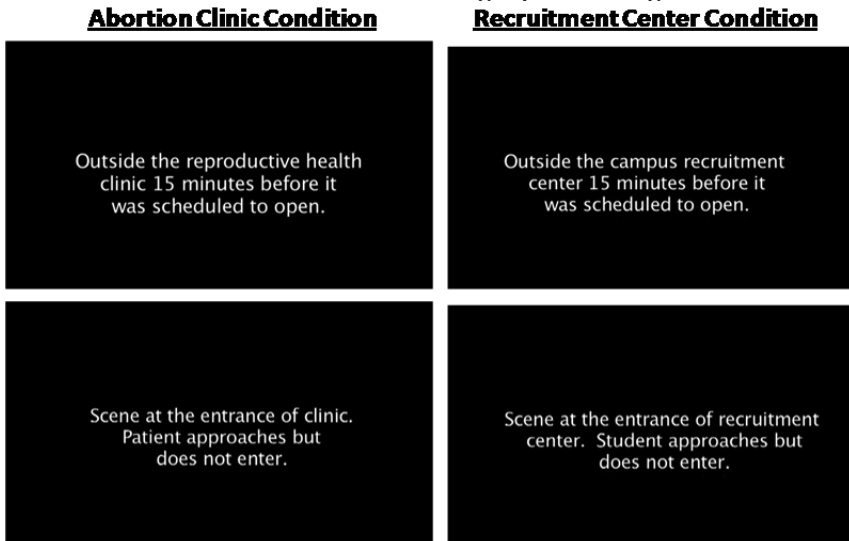 Abortion Clinic Condition
Recruitment Center Condition
Outside the reproductive health
clinic 15 minutes before it
was scheduled to open.
Outside the campus recruitment
center 15 minutes before it
was scheduled to open.
Scene at the entrance of clinic.
Patient approaches but
does not enter.
Scene at the entrance of recruitment
center.  Student approaches but
does not enter.